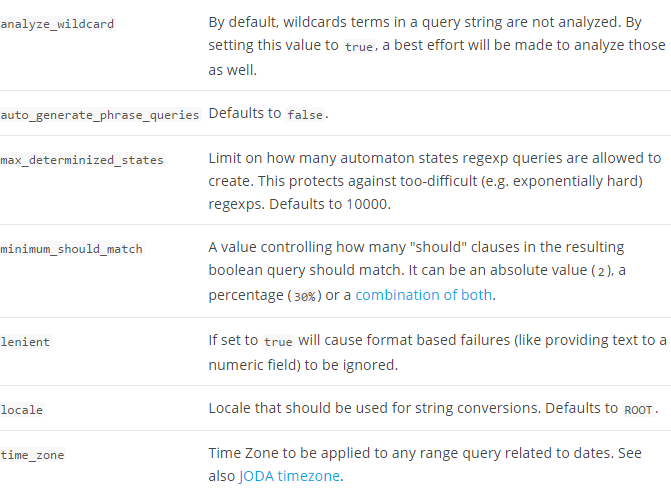 analyze_wildcard By default, wildcards terms in a query string are not analyzed. By
setting this value to true, a best effort will be made to analyze those
as well.
auto_generate_phrase_queries Defaults to false.
max_determinized_states Limit on how many automaton states regexp queries are allowed to
create. This protects against too-difficult (e.g. exponentially hard)
regexps. Defaults to 10000.
minimum_should_match A value controlling how many "should" clauses in the resulting
boolean query should match. It can be an absolute value (2), a
percentage (30%) or a combination of both.
lenient If set to true will cause format based failures (like providing text to a
numeric field) to be ignored.
locale Locale that should be used for string conversions. Defaults to ROOT.
time_zone Time Zone to be applied to any range query related to dates. See
also JODA timezone.